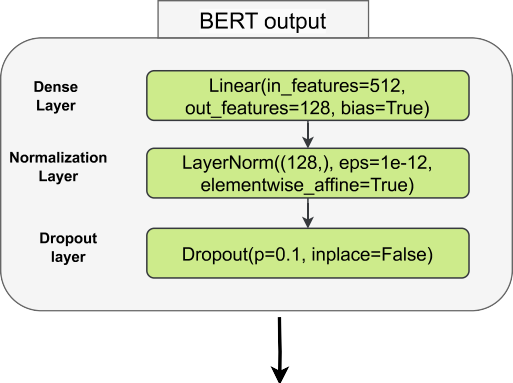 BERT output
Dense
Layer
Linear(in_features=512,
out_features=128, bias=True)
Normalization
Layer
LayerNorm((128,), eps=1e-12,
elementwise_affine=True)
Dropout
layer
Dropout(p=0.1, inplace=False)